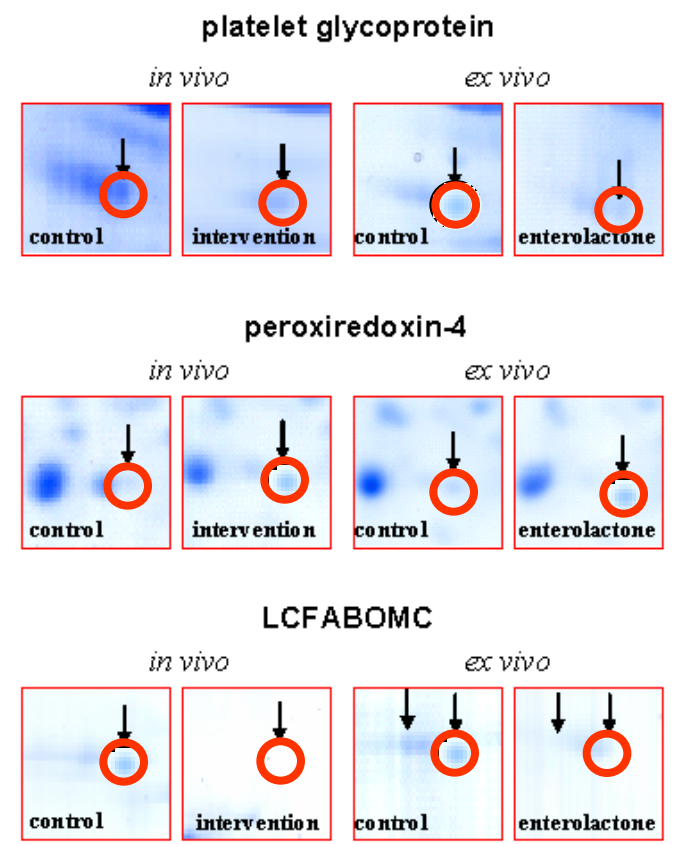 platelet glycoprotein
in vivo ex vivo
control intervention control enterolactone
peroxiredoxin-4
in vivo ex vivo
control intervention control enterolactone
LCFABOMC
in vivo ex vivo
control intervention control enterolactone